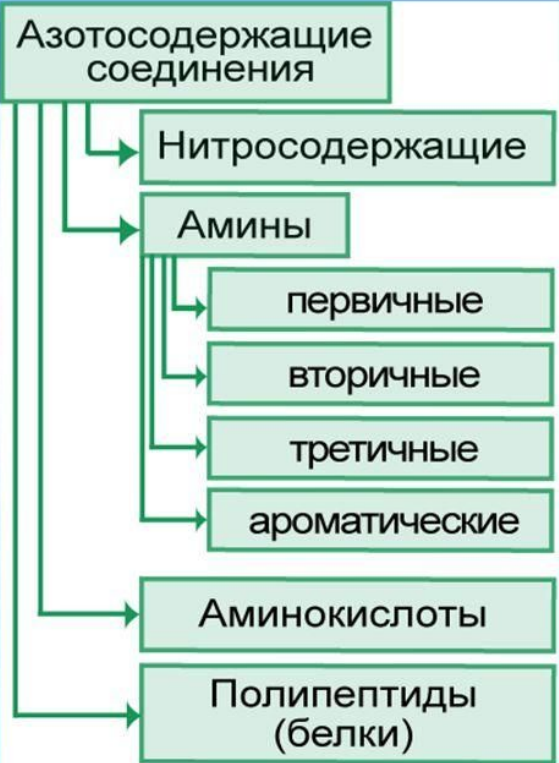 Азотосодержащие
соединения
Нитросодержащие
Амины
первичные
вторичные
третичные
ароматические
Аминокислоты
Полипептиды
(белки)